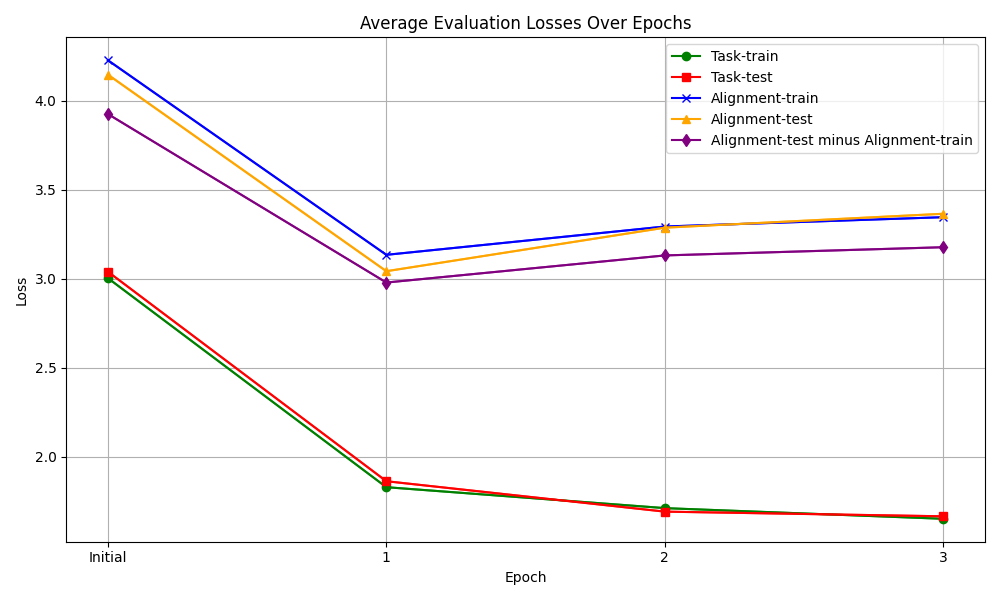 Average Evaluation Losses Over Epochs
Task-train
Task-test
Alignment-train
Alignment-test
Alignment-test minus Alignment-train
Loss
4.0
3.5
3.0
2.5
2.0
Initial
1
2
3
Epoch